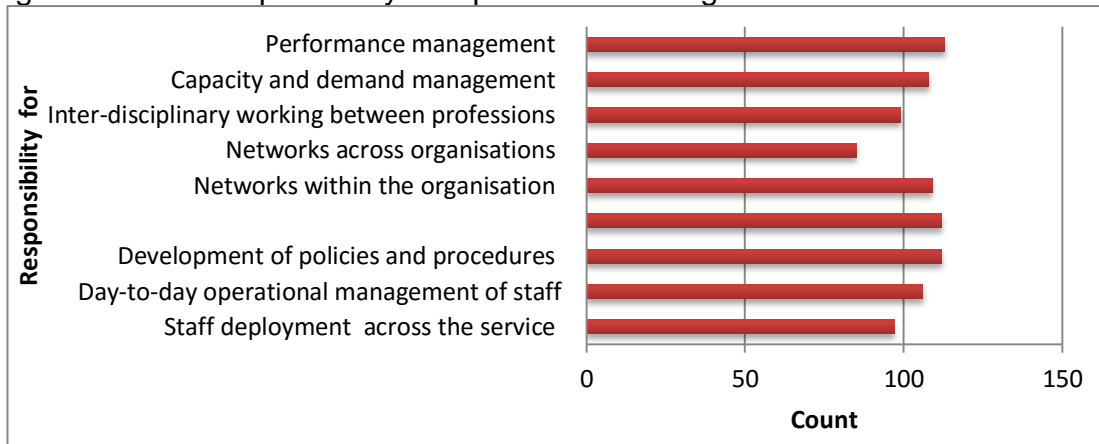 Responsibility for
Performance management
Capacity and demand management
Inter-disciplinary working between professions
Networks across organisations
Networks within the organisation
Development of policies and procedures
Day-to-day operational management of staff
Staff deployment  across the service
0 50 100 150
Count